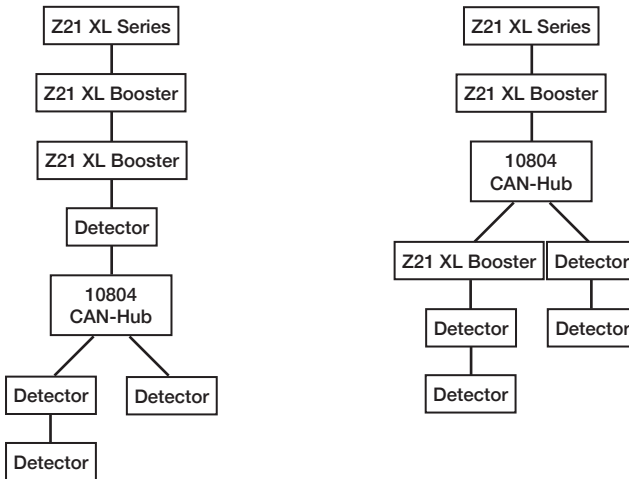 Z21 XL Series
Z21 XL Booster
Z21 XL Booster
Detector
10804
CAN-Hub
Detector
Detector
Detector
Z21 XL Series
Z21 XL Booster
10804
CAN-Hub
Z21 XL Booster
Detector
Detector
Detector
Detector